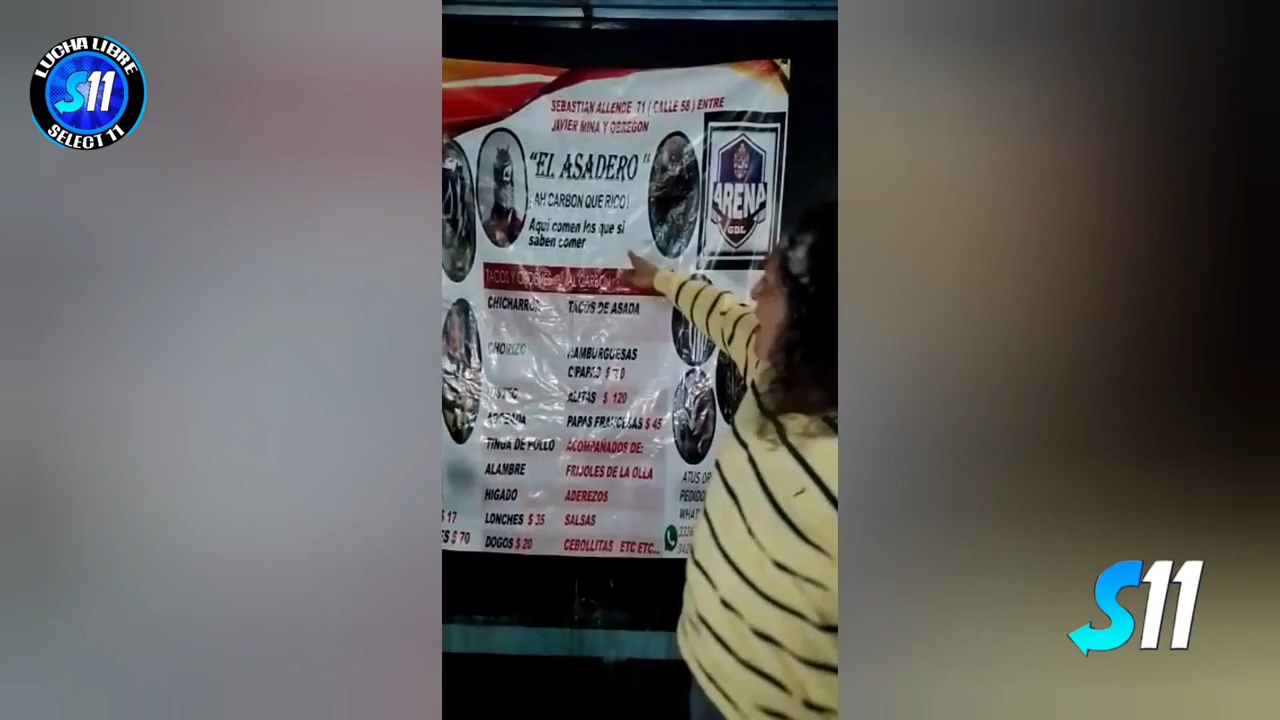 LUCHA LIBRE
S11
SELECT 11
SEBASTIAN ALLENDE 71 ( CALLE 58 ) ENTRE
JAVIER MINA Y OBREGON
"EL ASADERO "
¡ AH CARBON QUE RICO!
Aqui comen los que si
saben comer
ARENA
GDL
TACOS Y AL CARBON
TACOS DE ASADA
CHORIZO
HAMBURGUESAS
ALITAS $ 120
PAPAS FRANCESAS $ 45
TINGA DE POLLO ACOMPAÑADOS DE:
ALAMBRE FRIJOLES DE LA OLLA
HIGADO ADEREZOS
$ 17 LONCHES $ 35 SALSAS
$ 70 DOGOS $ 20 CEBOLLITAS ETC ETC...
S11